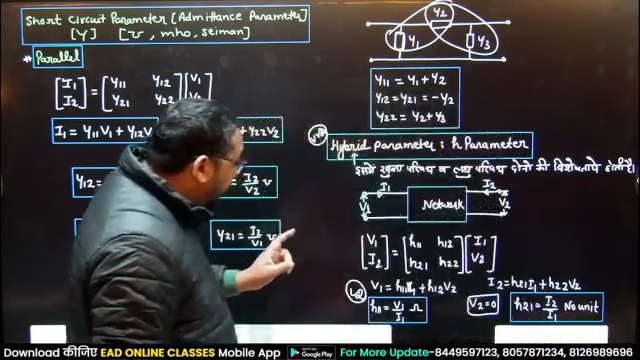 Short Circuit Parameter [Admittance Parameter]
[Y] [℧, mho, seiman]
* Parallel
[I1 I2] = [Y11 Y12 Y21 Y22] [V1
I1 = Y11V1 + Y12V
+ Y22V2
Y12 =
= I2/V2 ℧
Y21 = I2/V1 ℧
Y2
Y1
Y3
Y11 = Y1 + Y2
Y12 = Y21 = -Y2
Y22 = Y2 + Y3
Hybrid Parameter : h Parameter
इसमें खुला परिपथ व लघु परिपथ दोनों की विशेषताएं होती हैं।
I1 I2
V1 Network V2
[V1 I2] = [h11 h12 h21 h22] [I1 V2]
V1 = h11I1 + h12V2 I2 = h21I1 + h22V2
h11 = V1/I1 Ω V2=0 h21 = I2/I1 No unit
Download कीजिए EAD ONLINE CLASSES Mobile App Google Play For More Update-8449597123, 8057871234, 8126989696